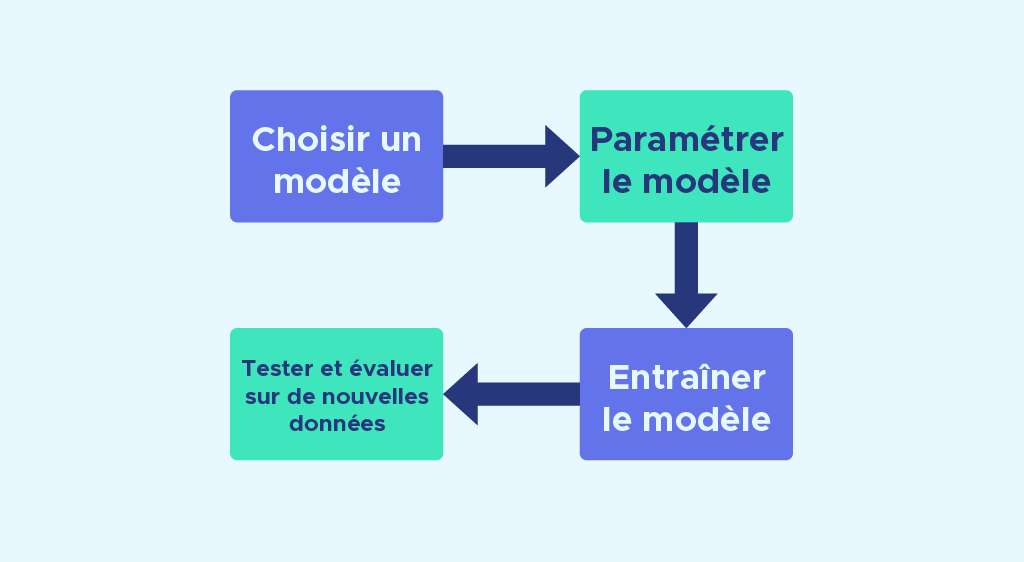 Choisir un
modèle
Paramétrer
le modèle
Entraîner
le modèle
Tester et évaluer
sur de nouvelles
données